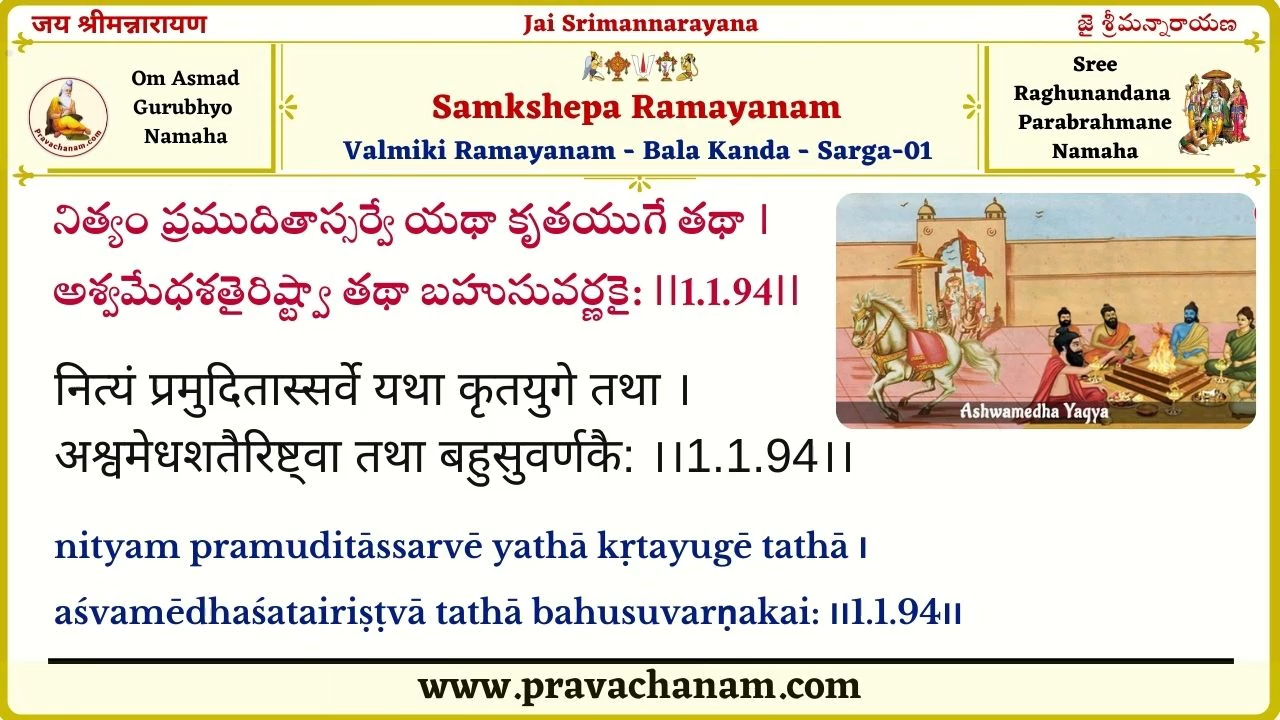 जय श्रीमन्नारायण
Jai Srimannarayana
జై శ్రీమన్నారాయణ
Om Asmad
Gurubhyo
Namaha
Pravachanam.com
Samkshepa Ramayanam
Valmiki Ramayanam - Bala Kanda - Sarga-01
Sree
Raghunandana
Parabrahmane
Namaha
నిత్యం ప్రముదితాస్సర్వే యథా కృతయుగే తథా ।
అశ్వమేధశతైరిష్ట్వా తథా బహుసువర్ణకై: ।।1.1.94।।
Ashwamedha Yagya
नित्यं प्रमुदितास्सर्वे यथा कृतयुगे तथा ।
अश्वमेधशतैरिष्ट्वा तथा बहुसुवर्णकै: ।।1.1.94।।
nityam pramuditāssarvē yathā kṛtayugē tathā ।
aśvamēdhaśatairiṣṭvā tathā bahusuvarṇakai: ।।1.1.94।।
www.pravachanam.com